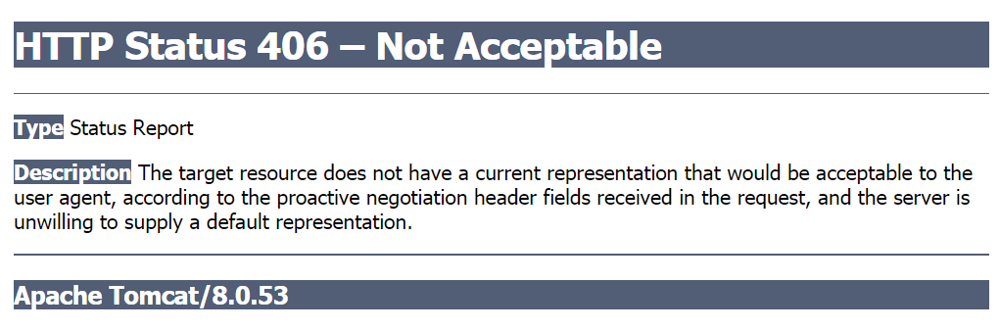 HTTP Status 406 – Not Acceptable
Type Status Report
Description The target resource does not have a current representation that would be acceptable to the
user agent, according to the proactive negotiation header fields received in the request, and the server is
unwilling to supply a default representation.
Apache Tomcat/8.0.53